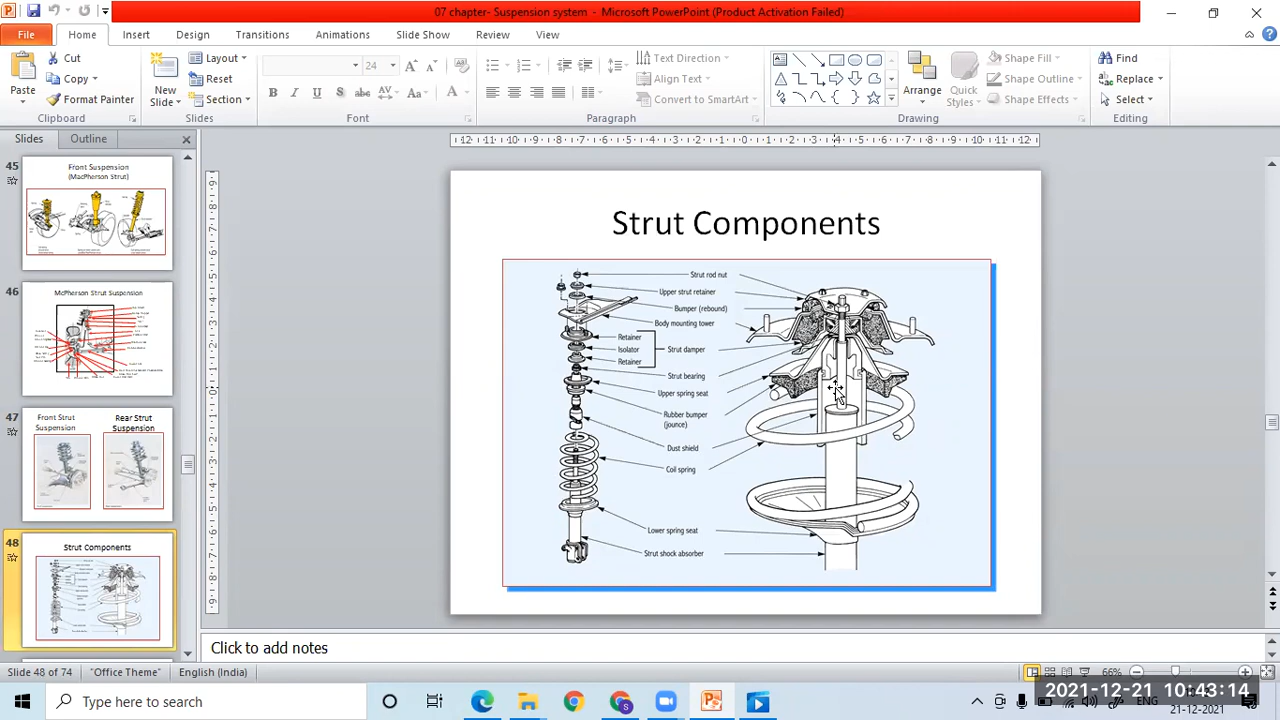 07 chapter- Suspension system - Microsoft PowerPoint (Product Activation Failed)
File Home Insert Design Transitions Animations Slide Show Review View
Paste Cut Copy Format Painter Clipboard
New Slide Layout Reset Section Slides
24 B I U S abc AV Aa A Font
Text Direction Align Text Convert to SmartArt Paragraph
Arrange Quick Styles Shape Fill Shape Outline Shape Effects Drawing
Find Replace Select Editing
Slides Outline
45
Front Suspension
(MacPherson Strut)
46
McPherson Strut Suspension
47
Front Strut Suspension
Rear Strut Suspension
48
Strut Components
Strut Components
Strut rod nut
Upper strut retainer
Bumper (rebound)
Body mounting tower
Retainer
Isolator
Strut damper
Retainer
Strut bearing
Upper spring seat
Rubber bumper
(jounce)
Dust shield
Coil spring
Lower spring seat
Strut shock absorber
Click to add notes
Slide 48 of 74 "Office Theme" English (India) 66%
Type here to search
2021-12-21 10:43:14
ENG
21-12-2021